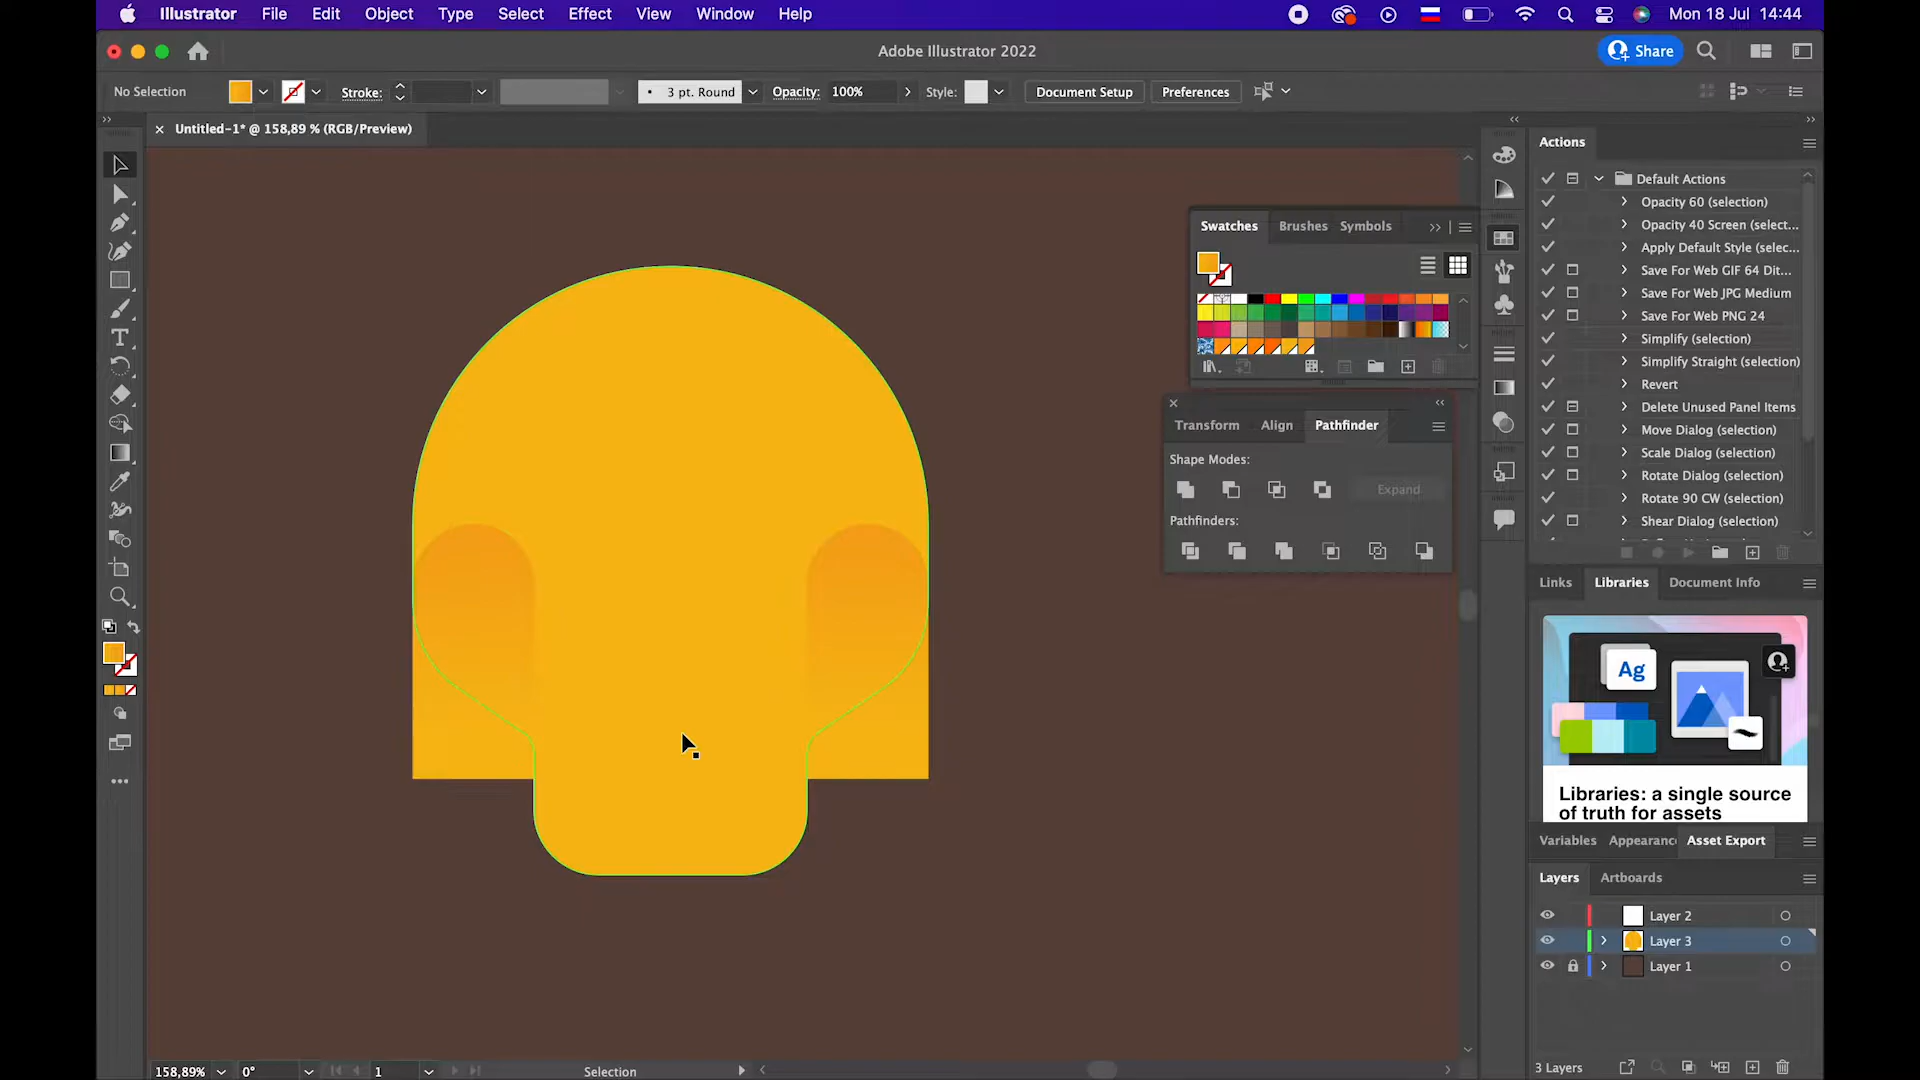 Illustrator File Edit Object Type Select Effect View Window Help Mon 18 Jul 14:44
Adobe Illustrator 2022
Share
No Selection Stroke: 3 pt. Round Opacity: 100% Style: Document Setup Preferences
Untitled-1* @ 158,89 % (RGB/Preview)
Swatches Brushes Symbols
Transform Align Pathfinder
Shape Modes:
Expand
Pathfinders:
Actions
Default Actions
Opacity 60 (selection)
Opacity 40 Screen (select...
Apply Default Style (selec...
Save For Web GIF 64 Dit...
Save For Web JPG Medium
Save For Web PNG 24
Simplify (selection)
Simplify Straight (selection)
Revert
Delete Unused Panel Items
Move Dialog (selection)
Scale Dialog (selection)
Rotate Dialog (selection)
Rotate 90 CW (selection)
Shear Dialog (selection)
Links Libraries Document Info
Ag
Libraries: a single source
of truth for assets
Variables Appearanc Asset Export
Layers Artboards
Layer 2
Layer 3
Layer 1
3 Layers
158,89% 0° 1 Selection